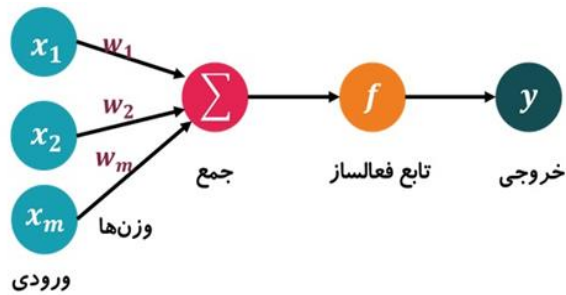 x₁
w₁
x₂
w₂
xₘ
wₘ
∑
f
y
ورودی
وزن‌ها
جمع
تابع فعالساز
خروجی